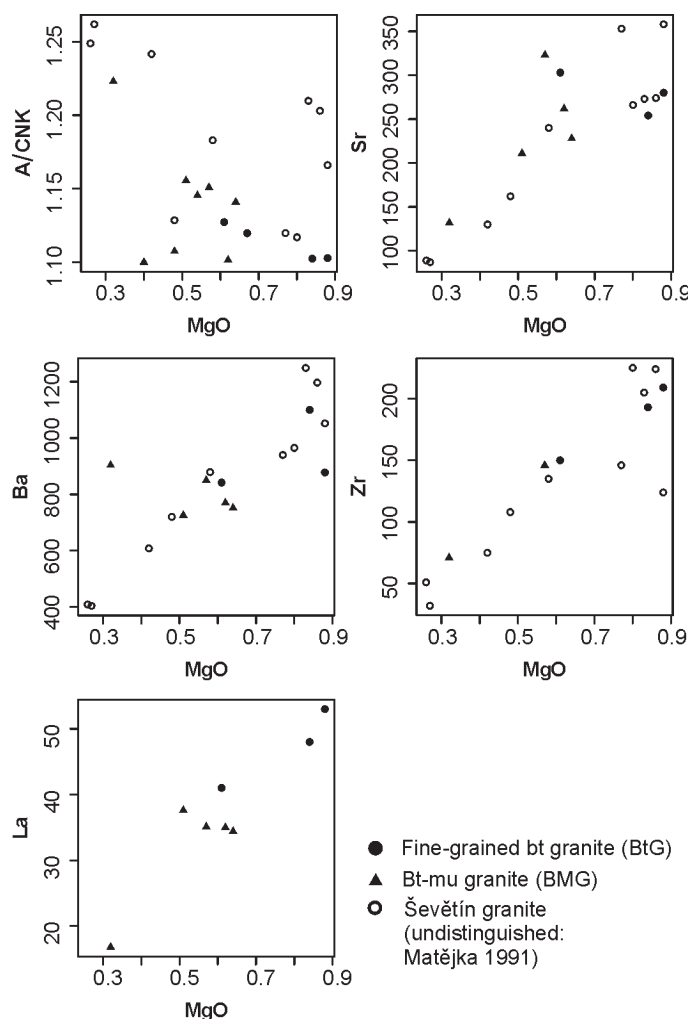 A/CNK
1.25
1.20
1.15
1.10
0.3 0.5 0.7 0.9
MgO
Sr
350
300
250
200
150
100
0.3 0.5 0.7 0.9
MgO
Ba
1200
1000
800
600
400
0.3 0.5 0.7 0.9
MgO
Zr
200
150
100
50
0.3 0.5 0.7 0.9
MgO
La
50
40
30
20
0.3 0.5 0.7 0.9
MgO
Fine-grained bt granite (BtG)
Bt-mu granite (BMG)
Ševětín granite
(undistinguished:
Matějka 1991)